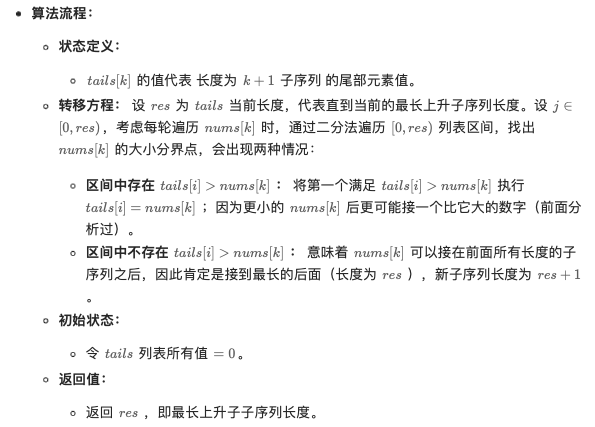 算法流程：
状态定义：
tails[k] 的值代表 长度为 k + 1 子序列 的尾部元素值。
转移方程： 设 res 为 tails 当前长度，代表直到当前的最长上升子序列长度。设 j ∈
[0, res)，考虑每轮遍历 nums[k] 时，通过二分法遍历 [0, res) 列表区间，找出
nums[k] 的大小分界点，会出现两种情况：
区间中存在 tails[i] > nums[k]： 将第一个满足 tails[i] > nums[k] 执行
tails[i] = nums[k] ；因为更小的 nums[k] 后更可能接一个比它大的数字（前面分
析过）。
区间中不存在 tails[i] > nums[k]： 意味着 nums[k] 可以接在前面所有长度的子
序列之后，因此肯定是接到最长的后面（长度为 res ），新子序列长度为 res + 1
。
初始状态：
令 tails 列表所有值 = 0。
返回值：
返回 res ，即最长上升子子序列长度。